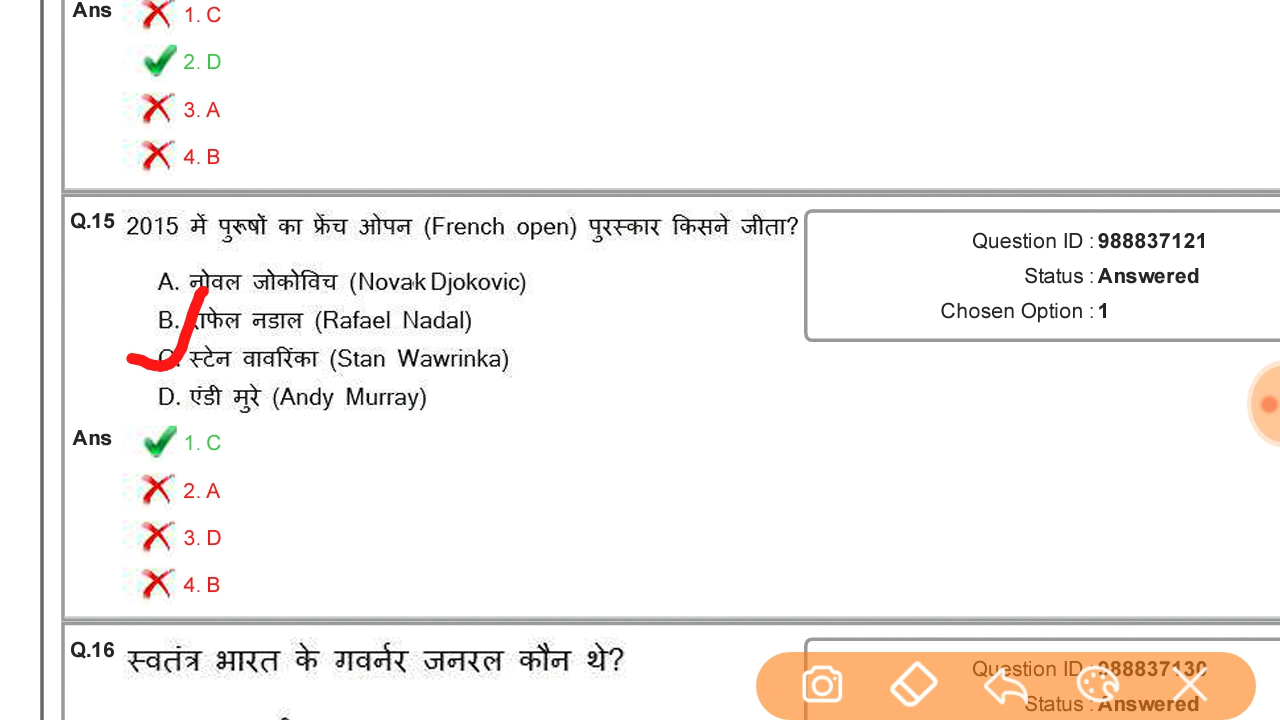 Ans
1. C
2. D
3. A
4. B
Q.15 2015 में पुरूषों का फ्रेंच ओपन (French open) पुरस्कार किसने जीता?
A. नोवल जोकोविच (Novak Djokovic)
B. राफेल नडाल (Rafael Nadal)
C. स्टेन वावरिंका (Stan Wawrinka)
D. एंडी मुरे (Andy Murray)
Question ID : 988837121
Status : Answered
Chosen Option : 1
Ans
1. C
2. A
3. D
4. B
Q.16 स्वतंत्र भारत के गवर्नर जनरल कौन थे?
Question ID : 988837130
Status : Answered